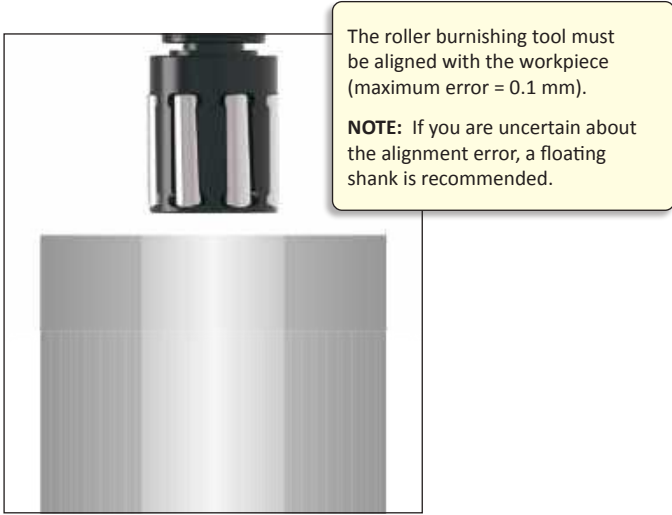 The roller burnishing tool must
be aligned with the workpiece
(maximum error = 0.1 mm).
NOTE: If you are uncertain about
the alignment error, a floating
shank is recommended.